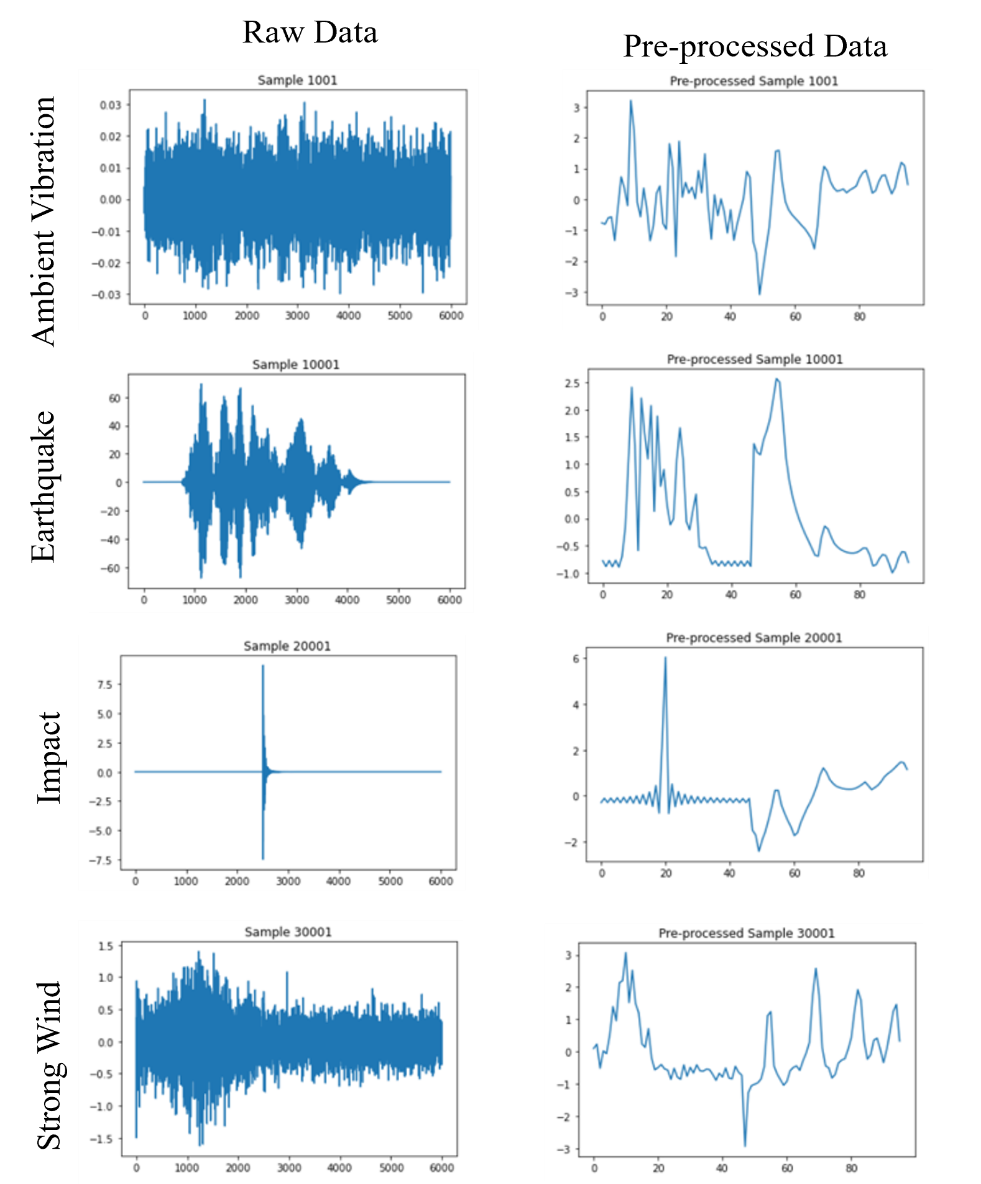 Raw Data
Pre-processed Data
Ambient Vibration
Sample 1001
0.03
0.02
0.01
0.00
−0.01
−0.02
−0.03
0 1000 2000 3000 4000 5000 6000
Pre-processed Sample 1001
3
2
1
0
−1
−2
−3
0 20 40 60 80
Earthquake
Sample 10001
60
40
20
0
−20
−40
−60
0 1000 2000 3000 4000 5000 6000
Pre-processed Sample 10001
2.5
2.0
1.5
1.0
0.5
0.0
−0.5
−1.0
0 20 40 60 80
Impact
Sample 20001
7.5
5.0
2.5
0.0
−2.5
−5.0
−7.5
0 1000 2000 3000 4000 5000 6000
Pre-processed Sample 20001
6
4
2
0
−2
0 20 40 60 80
Strong Wind
Sample 30001
1.5
1.0
0.5
0.0
−0.5
−1.0
−1.5
0 1000 2000 3000 4000 5000 6000
Pre-processed Sample 30001
3
2
1
0
−1
−2
−3
0 20 40 60 80